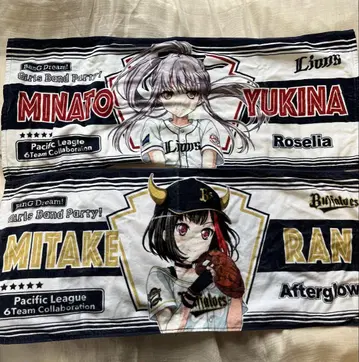 BanG Dream!
Girls Band Party!
Lions
MINATO YUKINA
Lions
★★★★★
Pacific League
6Team Collaboration
Roselia
BanG Dream!
Girls Band Party!
Buffaloes
MITAKE RAN
Buffaloes
★★★★★
Pacific League
6Team Collaboration
Afterglow